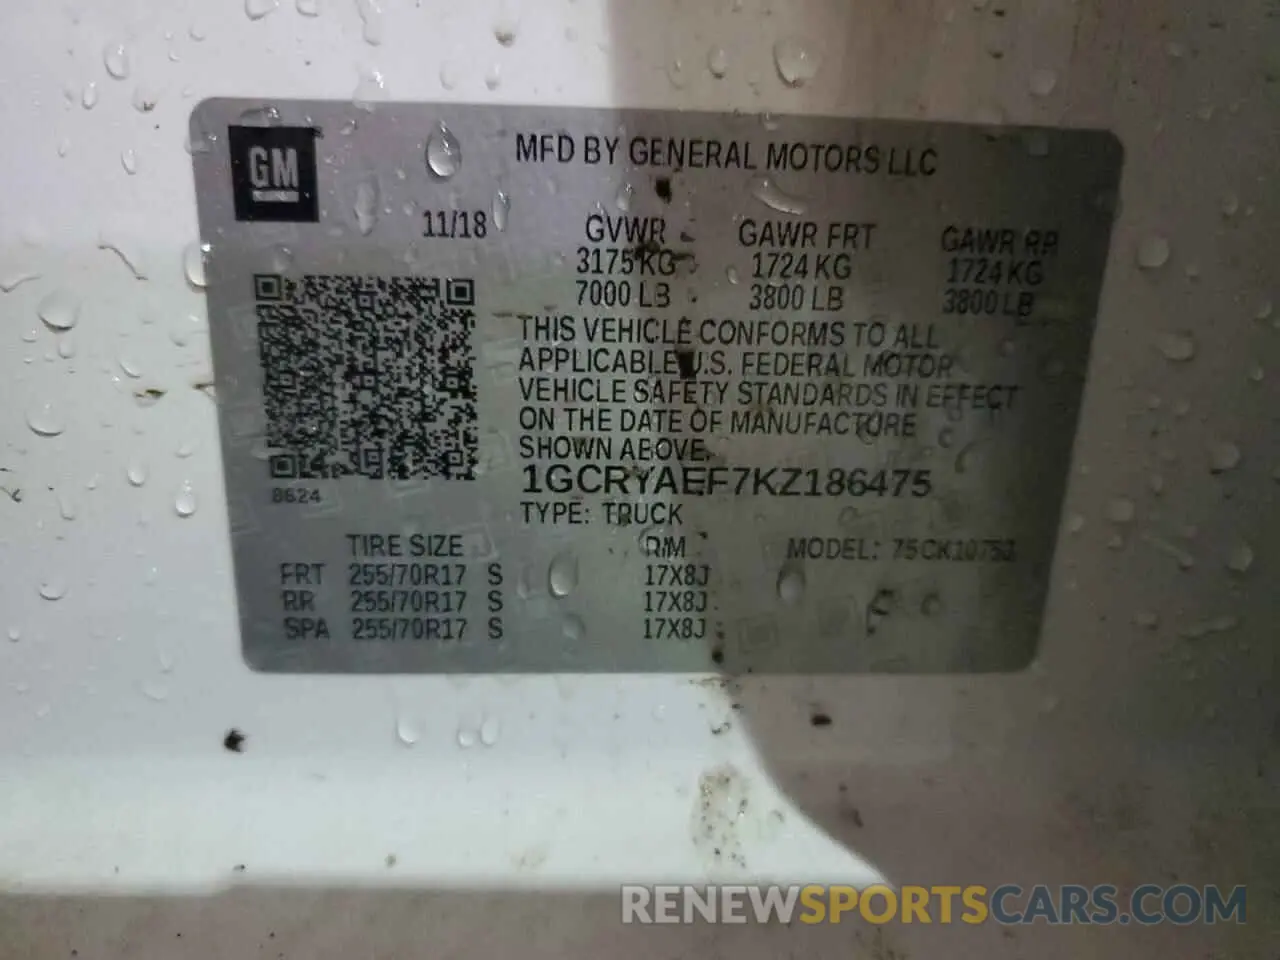 GM
MFD BY GENERAL MOTORS LLC
11/18 GVWR GAWR FRT GAWR RR
3175 KG 1724 KG 1724 KG
7000 LB 3800 LB 3800 LB
THIS VEHICLE CONFORMS TO ALL
APPLICABLE U.S. FEDERAL MOTOR
VEHICLE SAFETY STANDARDS IN EFFECT
ON THE DATE OF MANUFACTURE
SHOWN ABOVE.
1GCRYAEF7KZ186475
8624
TYPE: TRUCK
TIRE SIZE RIM MODEL:
FRT 255/70R17 S 17X8J
RR 255/70R17 S 17X8J
SPA 255/70R17 S 17X8J
RENEWSPORTSCARS.COM